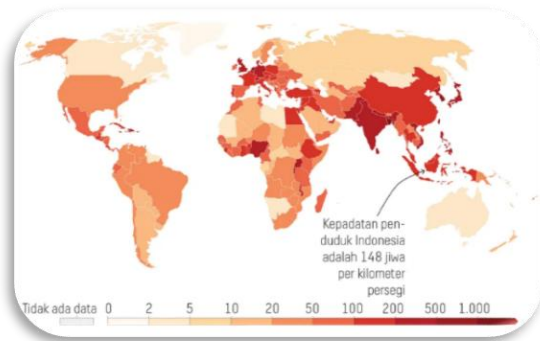 Kepadatan pen-
duduk Indonesia
adalah 148 jiwa
per kilometer
persegi
Tidak ada data 0 2 5 10 20 50 100 200 500 1.000